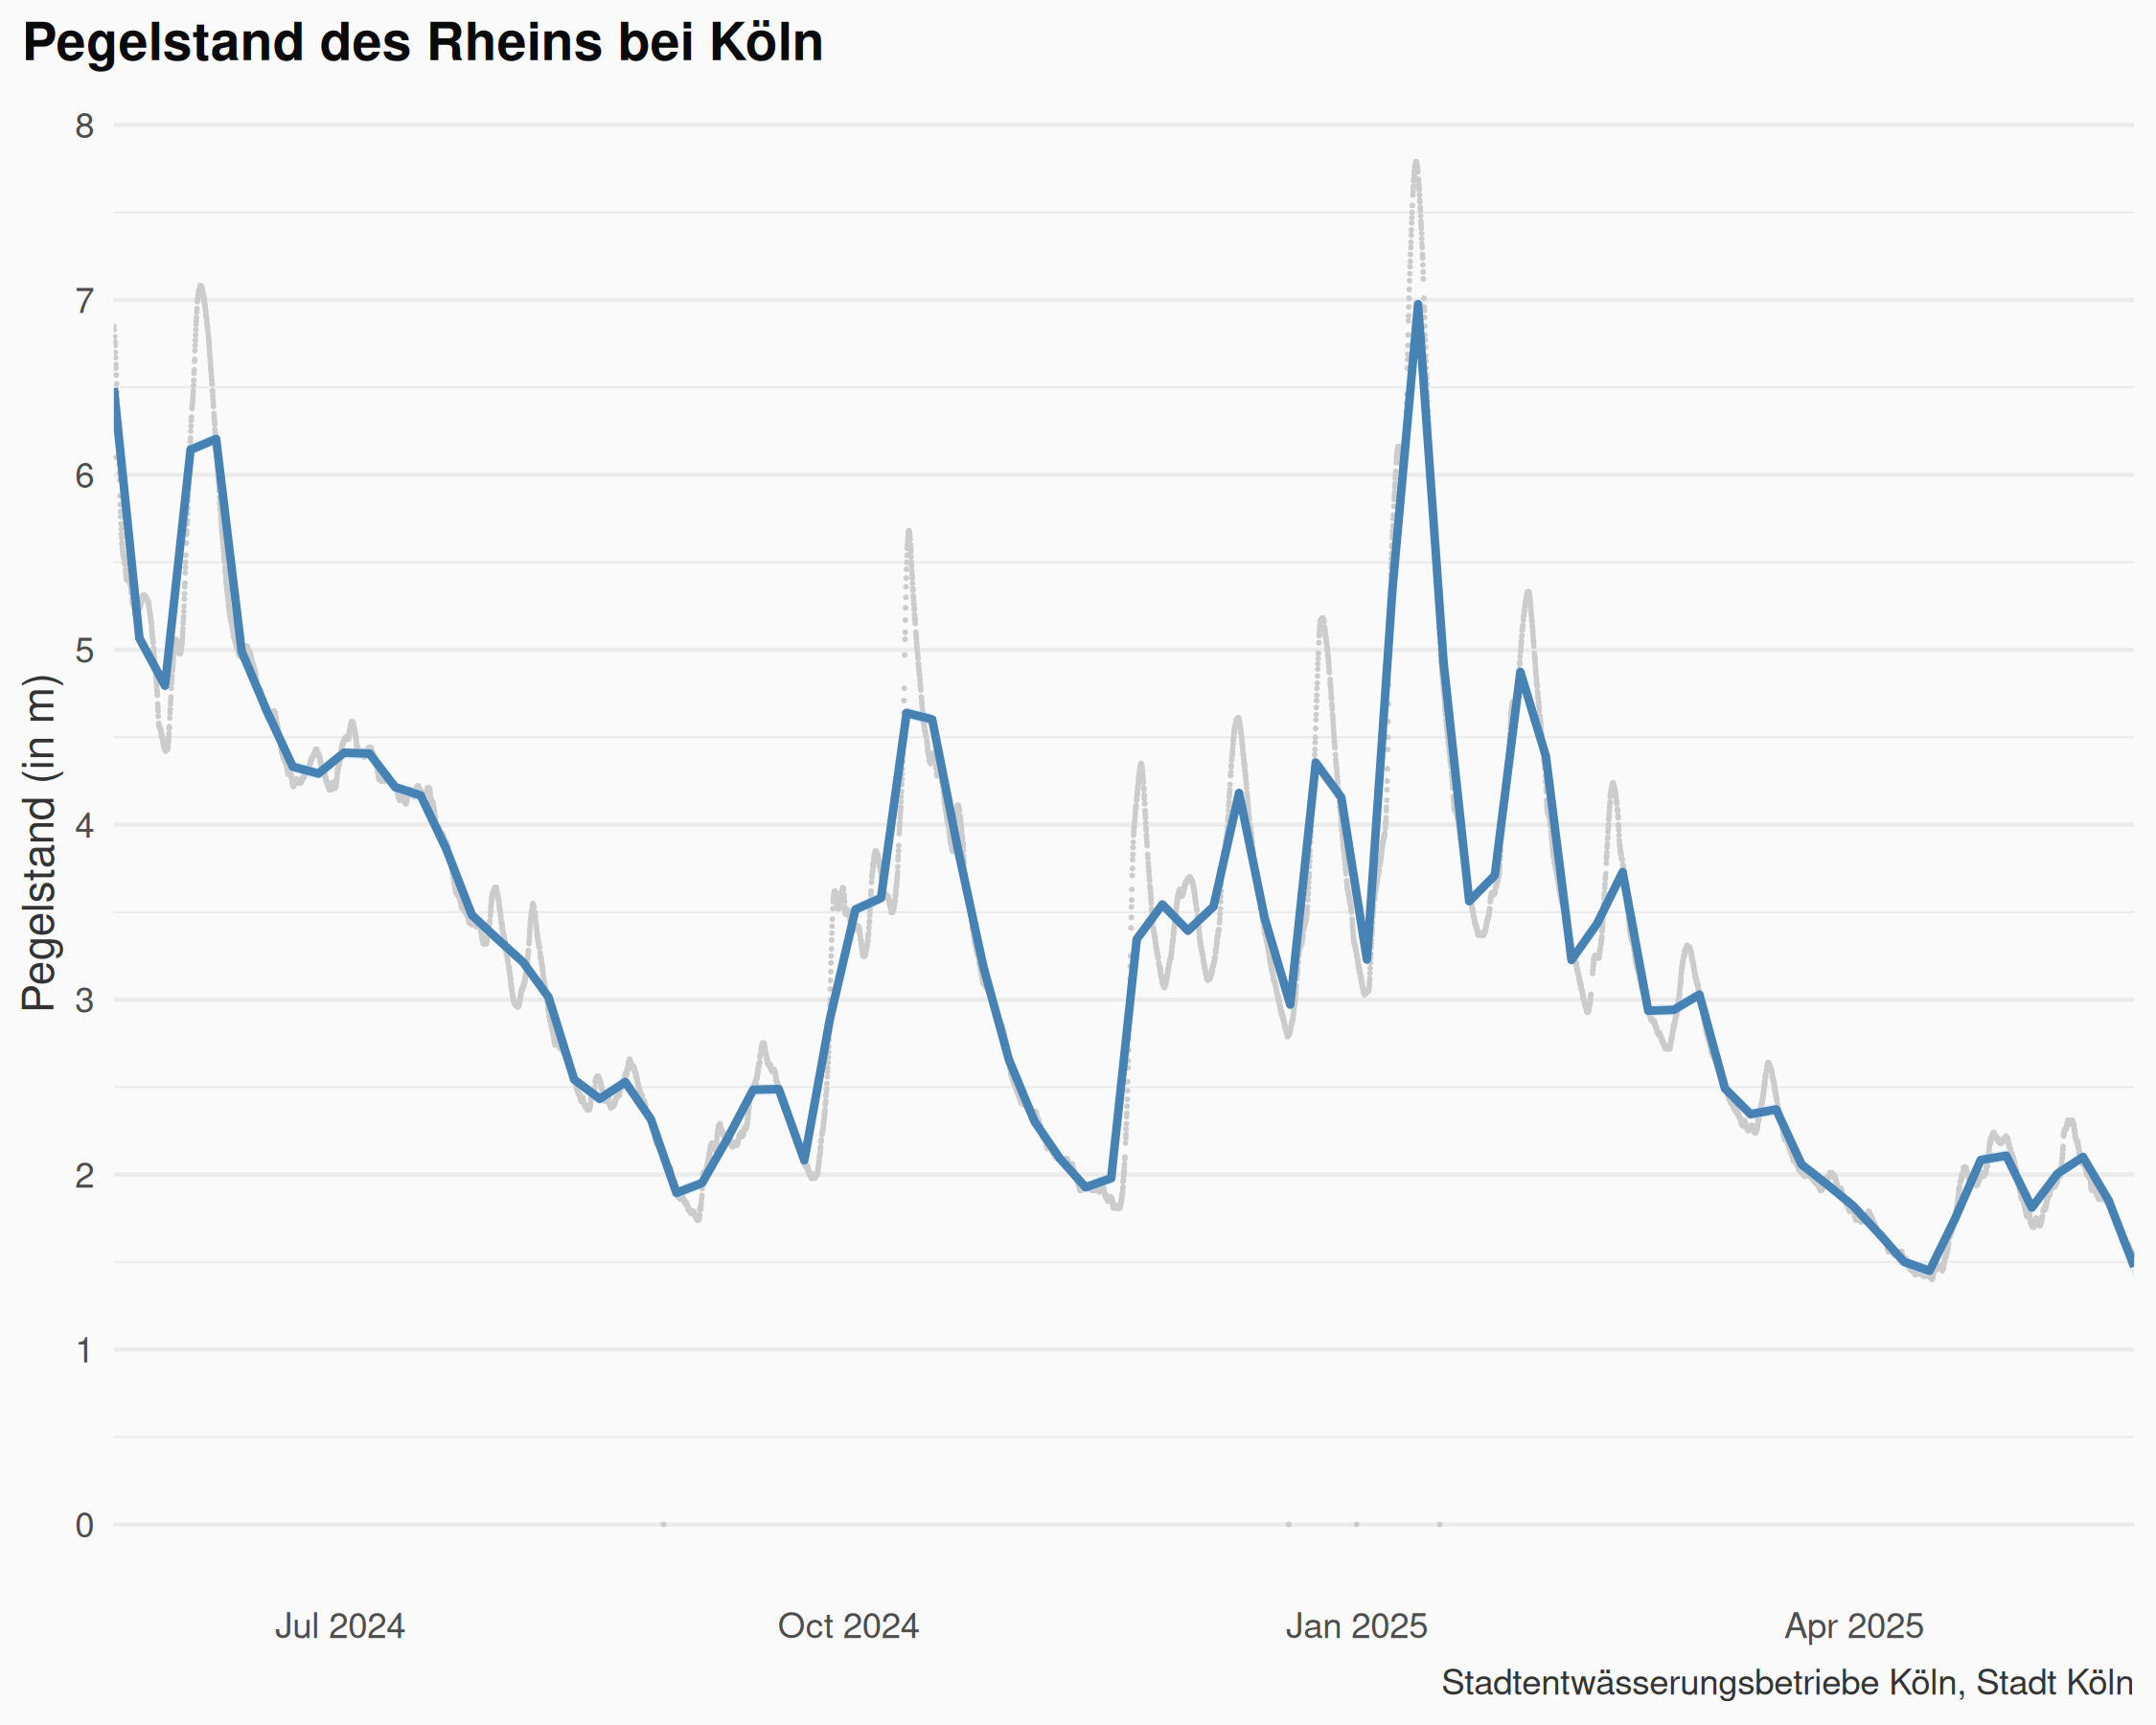 Pegelstand des Rheins bei Köln
Pegelstand (in m)
8
7
6
5
4
3
2
1
0
Jul 2024 Oct 2024 Jan 2025 Apr 2025
Stadtentwässerungsbetriebe Köln, Stadt Köln